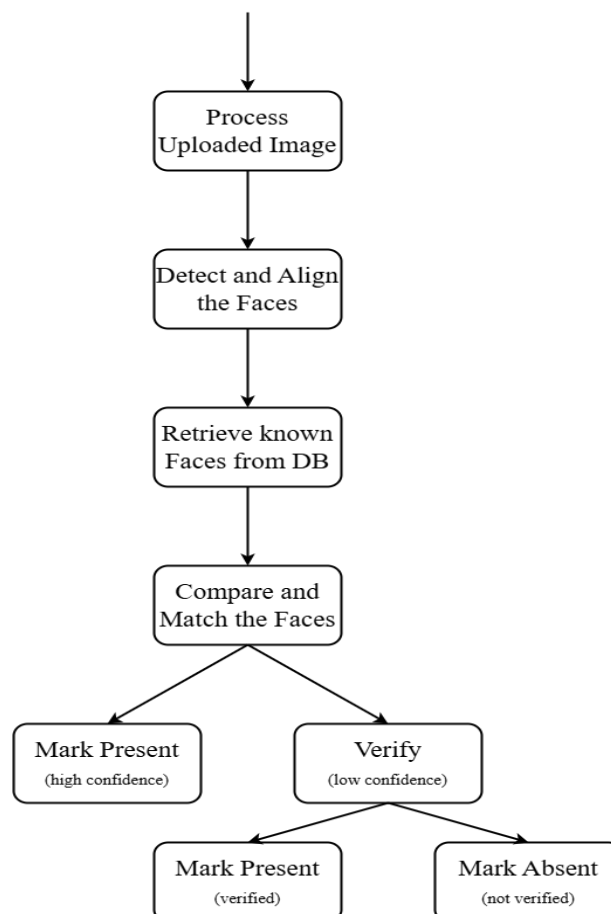 Process
Uploaded Image
Detect and Align
the Faces
Retrieve known
Faces from DB
Compare and
Match the Faces
Mark Present
(high confidence)
Verify
(low confidence)
Mark Present
(verified)
Mark Absent
(not verified)